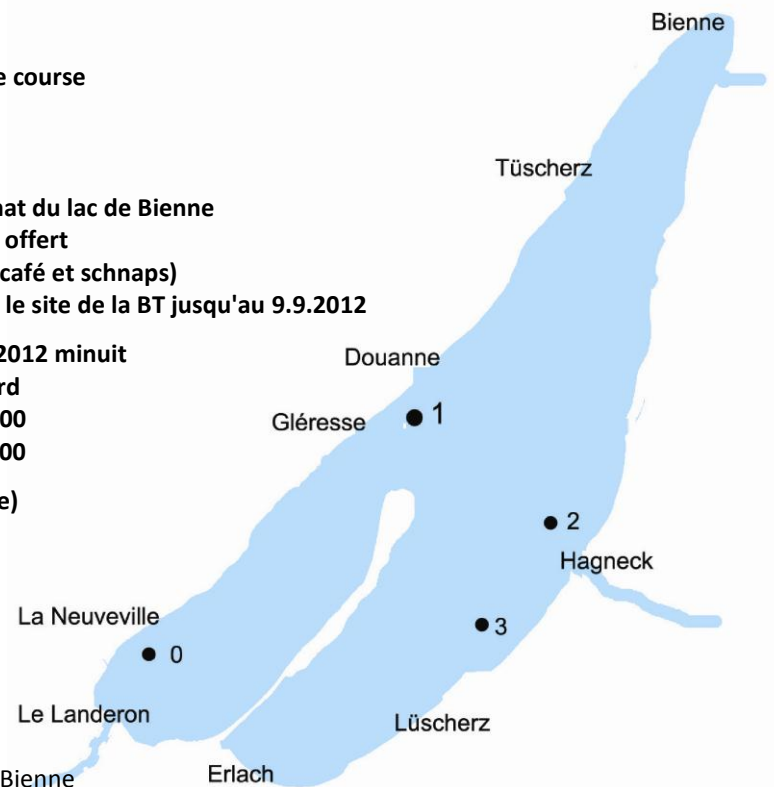 Bienne
e course
Tüscherz
nat du lac de Bienne
offert
café et schnaps)
le site de la BT jusqu'au 9.9.2012
2012 minuit
Douanne
rd
00
Gléresse
1
00
e)
2
Hagneck
La Neuveville
0
3
Le Landeron
Lüscherz
Erlach
Bienne